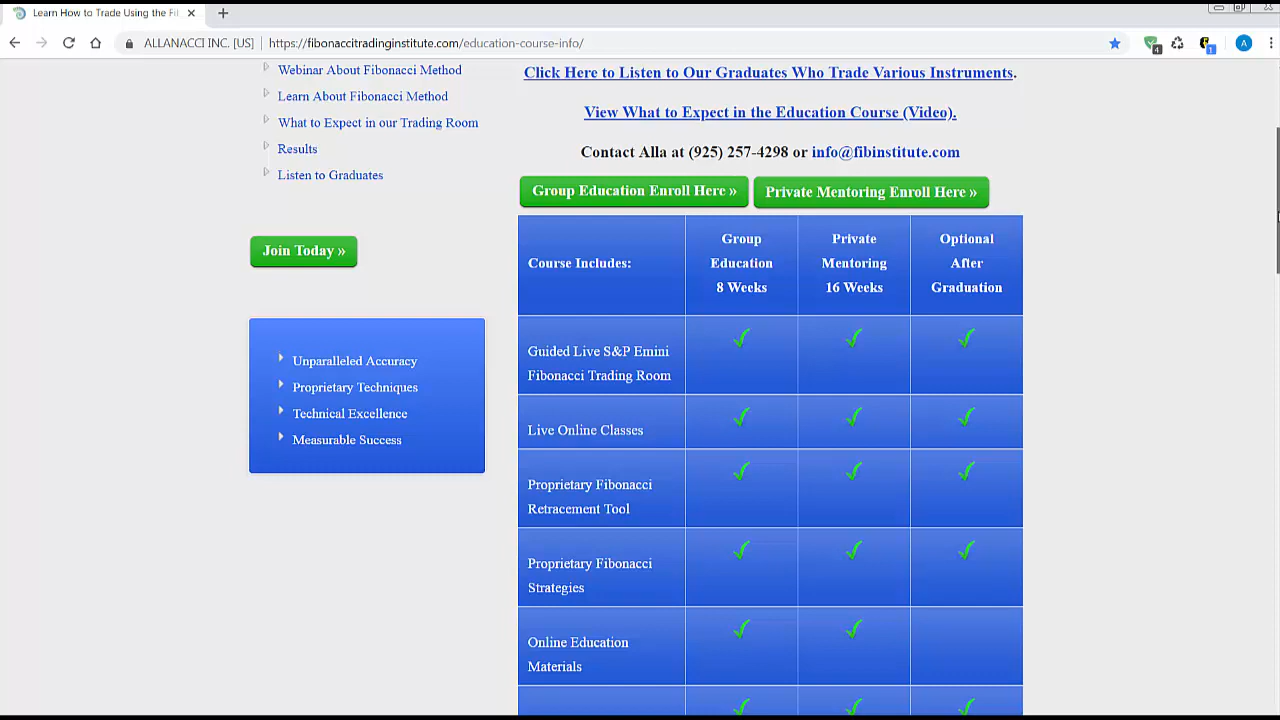 Learn How to Trade Using the Fi
ALLANACCI INC. [US] | https://fibonaccitradinginstitute.com/education-course-info/
4
1
A
Webinar About Fibonacci Method
Learn About Fibonacci Method
What to Expect in our Trading Room
Results
Listen to Graduates
Join Today »
Unparalleled Accuracy
Proprietary Techniques
Technical Excellence
Measurable Success
Click Here to Listen to Our Graduates Who Trade Various Instruments.
View What to Expect in the Education Course (Video).
Contact Alla at (925) 257-4298 or info@fibinstitute.com
Group Education Enroll Here »
Private Mentoring Enroll Here »
Course Includes:
Group
Education
8 Weeks
Private
Mentoring
16 Weeks
Optional
After
Graduation
Guided Live S&P Emini
Fibonacci Trading Room
Live Online Classes
Proprietary Fibonacci
Retracement Tool
Proprietary Fibonacci
Strategies
Online Education
Materials